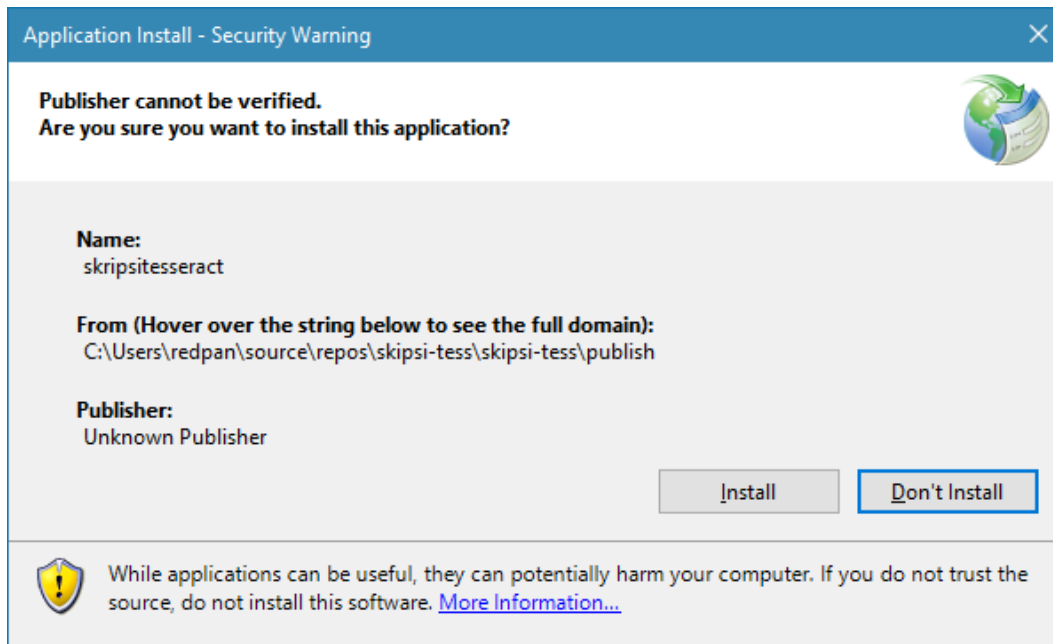 Application Install - Security Warning
Publisher cannot be verified.
Are you sure you want to install this application?
Name:
skripsitesseract
From (Hover over the string below to see the full domain):
C:\Users\redpan\source\repos\skipsi-tess\skipsi-tess\publish
Publisher:
Unknown Publisher
Install
Don't Install
While applications can be useful, they can potentially harm your computer. If you do not trust the
source, do not install this software. More Information...